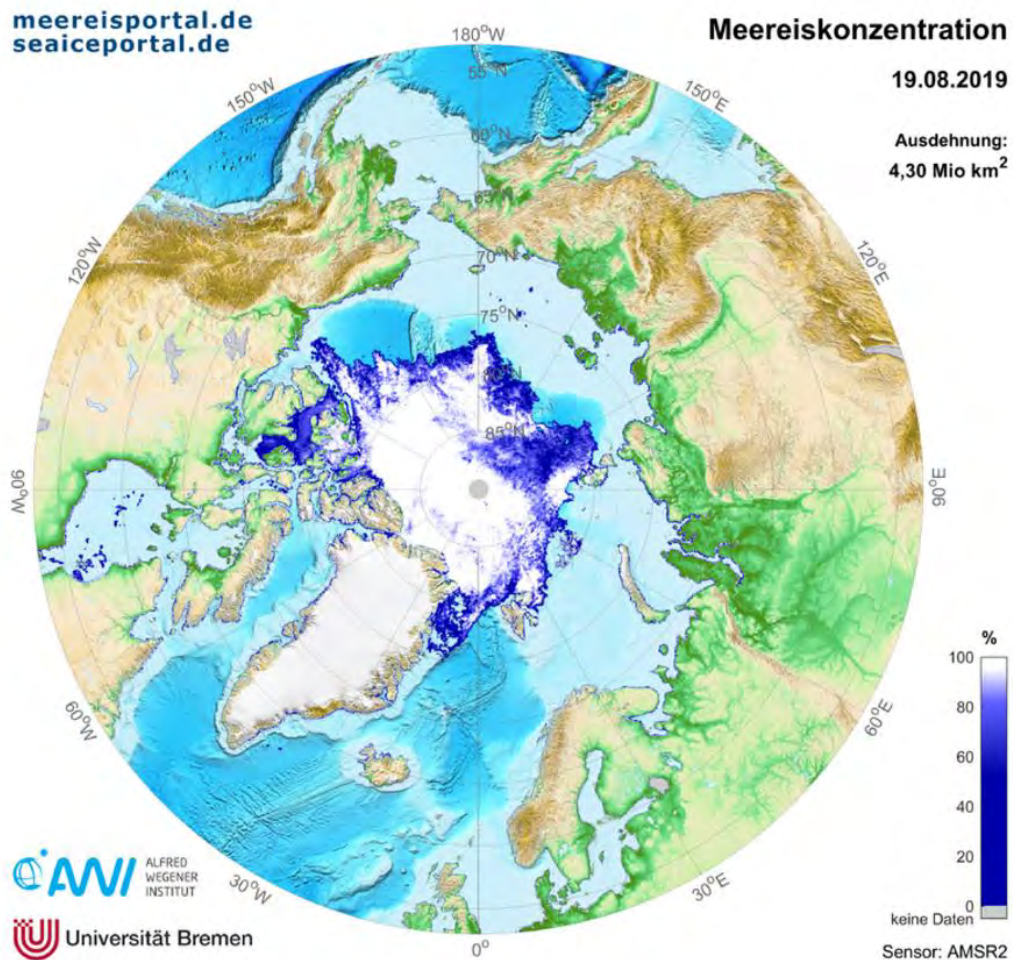 meereisportal.de
seaiceportal.de
Meereiskonzentration
19.08.2019
Ausdehnung:
4,30 Mio km²
180°W
150°W
150°E
120°W
120°E
90°W
90°E
60°W
60°E
30°W
30°E
0°
55°N
60°N
65°N
70°N
75°N
80°N
85°N
%
100
80
60
40
20
0
keine Daten
Sensor: AMSR2
AWI
ALFRED
WEGENER
INSTITUT
Universität Bremen